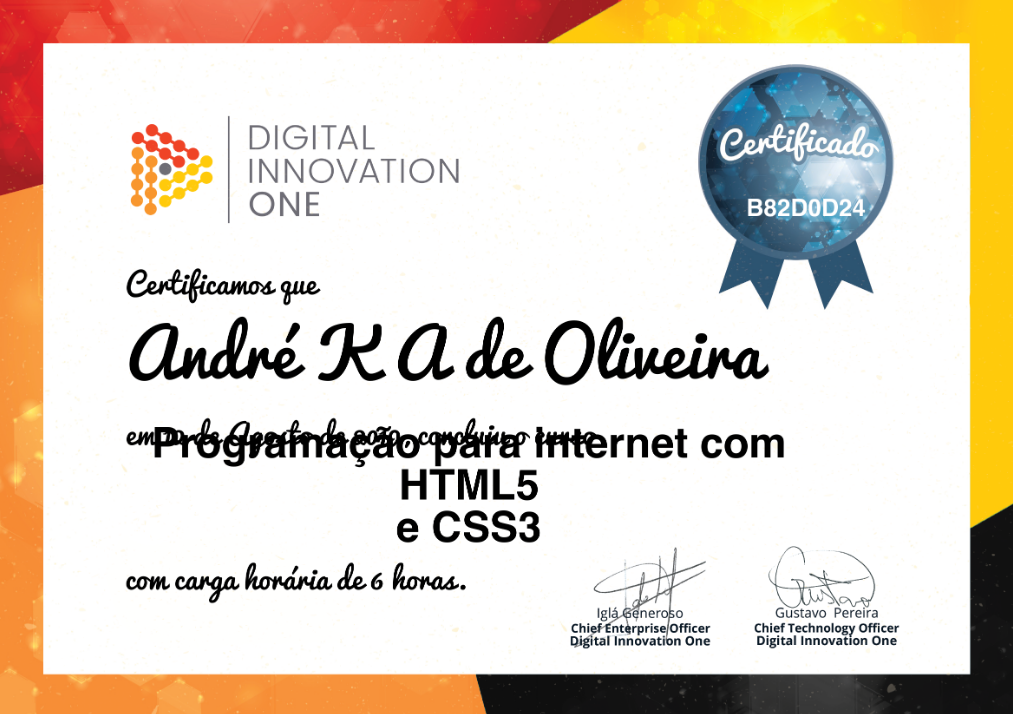 DIGITAL
INNOVATION
ONE
Certificado
B82D0D24
Certificamos que
André K A de Oliveira
em de Agosto de 2019, concluiu o curso
Programação para Internet com
HTML5
e CSS3
com carga horária de 6 horas.
Iglá Generoso
Chief Enterprise Officer
Digital Innovation One
Gustavo Pereira
Chief Technology Officer
Digital Innovation One